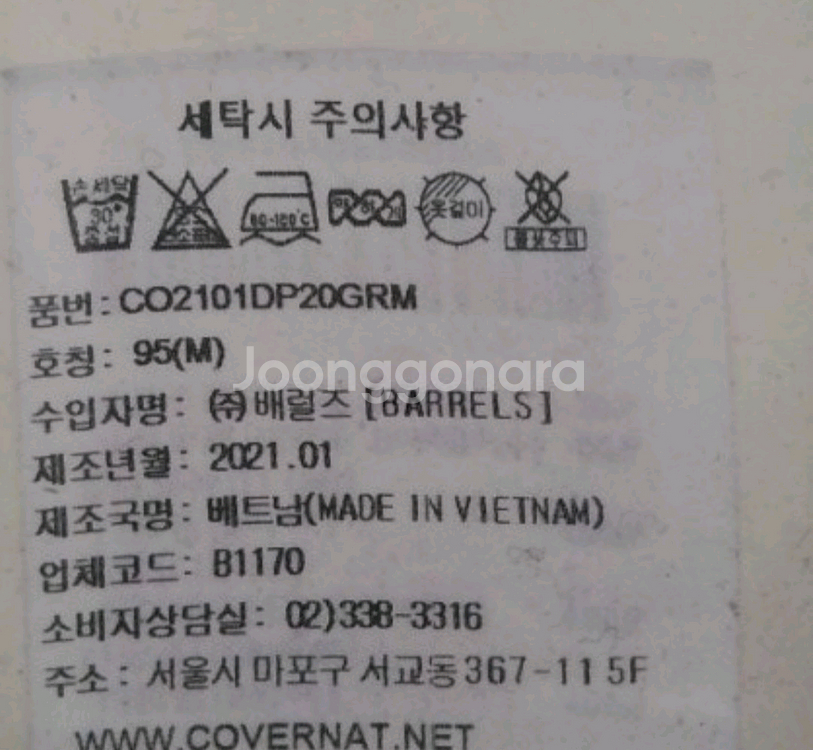 세탁시 주의사항
손세탁 30° 중성
80-120℃
약하게
옷걸이
품번: CO2101DP20GRM
호칭: 95(M)
Joonggonara
수입자명: ㈜배럴즈 [BARRELS]
제조년월: 2021.01
제조국명: 베트남(MADE IN VIETNAM)
업체코드: B1170
소비자상담실: 02)338-3316
주소: 서울시 마포구 서교동367-11 5F
WWW.COVERNAT.NET